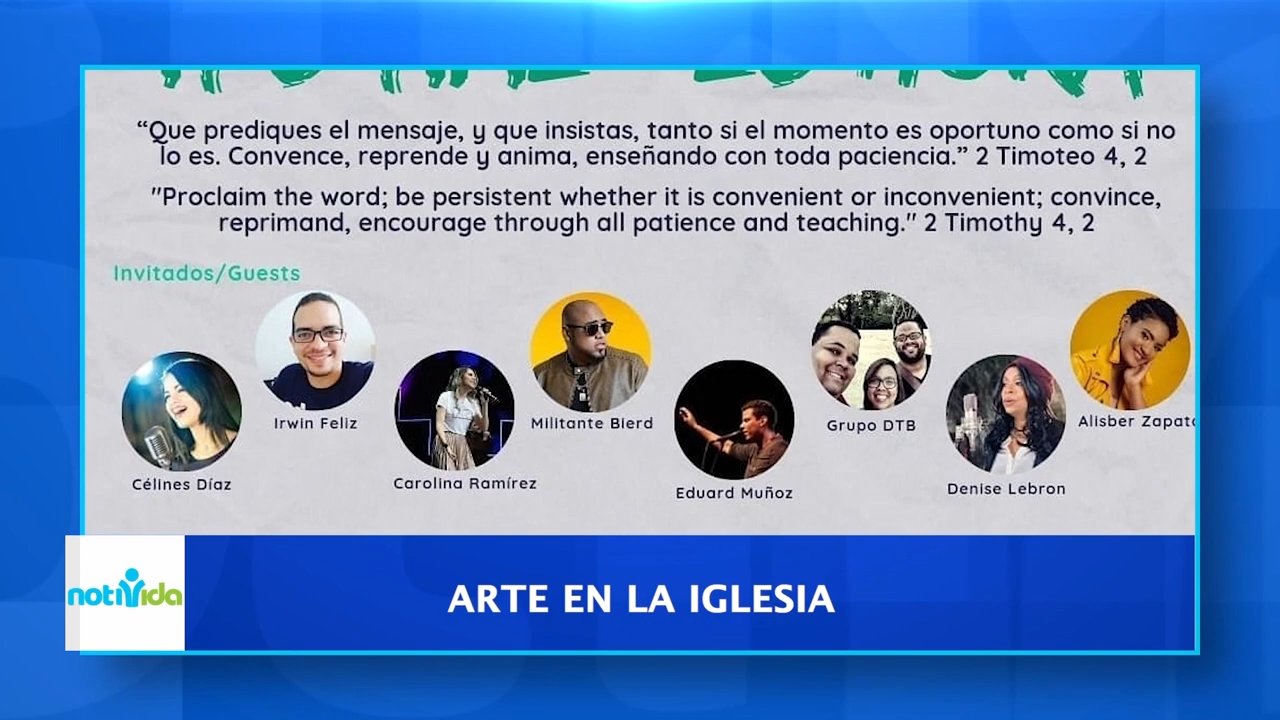 “Que prediques el mensaje, y que insistas, tanto si el momento es oportuno como si no
lo es. Convence, reprende y anima, enseñando con toda paciencia.” 2 Timoteo 4, 2
"Proclaim the word; be persistent whether it is convenient or inconvenient; convince,
reprimand, encourage through all patience and teaching." 2 Timothy 4, 2
Invitados/Guests
Irwin Feliz
Militante Bierd
Grupo DTB
Alisber Zapat
Célines Díaz
Carolina Ramírez
Eduard Muñoz
Denise Lebron
notiVida
ARTE EN LA IGLESIA